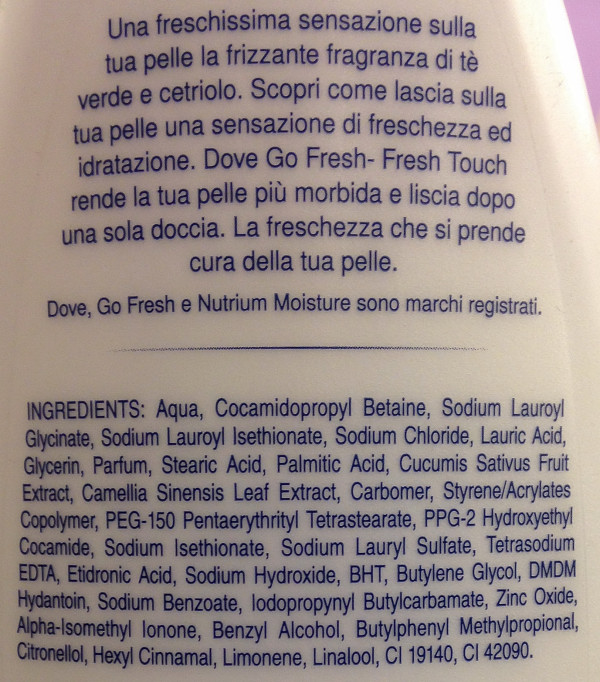 Una freschissima sensazione sulla
tua pelle la frizzante fragranza di tè
verde e cetriolo. Scopri come lascia sulla
tua pelle una sensazione di freschezza ed
idratazione. Dove Go Fresh- Fresh Touch
rende la tua pelle più morbida e liscia dopo
una sola doccia. La freschezza che si prende
cura della tua pelle.
Dove, Go Fresh e Nutrium Moisture sono marchi registrati.
INGREDIENTS: Aqua, Cocamidopropyl Betaine, Sodium Lauroyl
Glycinate, Sodium Lauroyl Isethionate, Sodium Chloride, Lauric Acid,
Glycerin, Parfum, Stearic Acid, Palmitic Acid, Cucumis Sativus Fruit
Extract, Camellia Sinensis Leaf Extract, Carbomer, Styrene/Acrylates
Copolymer, PEG-150 Pentaerythrityl Tetrastearate, PPG-2 Hydroxyethyl
Cocamide, Sodium Isethionate, Sodium Lauryl Sulfate, Tetrasodium
EDTA, Etidronic Acid, Sodium Hydroxide, BHT, Butylene Glycol, DMDM
Hydantoin, Sodium Benzoate, Iodopropynyl Butylcarbamate, Zinc Oxide,
Alpha-Isomethyl Ionone, Benzyl Alcohol, Butylphenyl Methylpropional,
Citronellol, Hexyl Cinnamal, Limonene, Linalool, CI 19140, CI 42090.